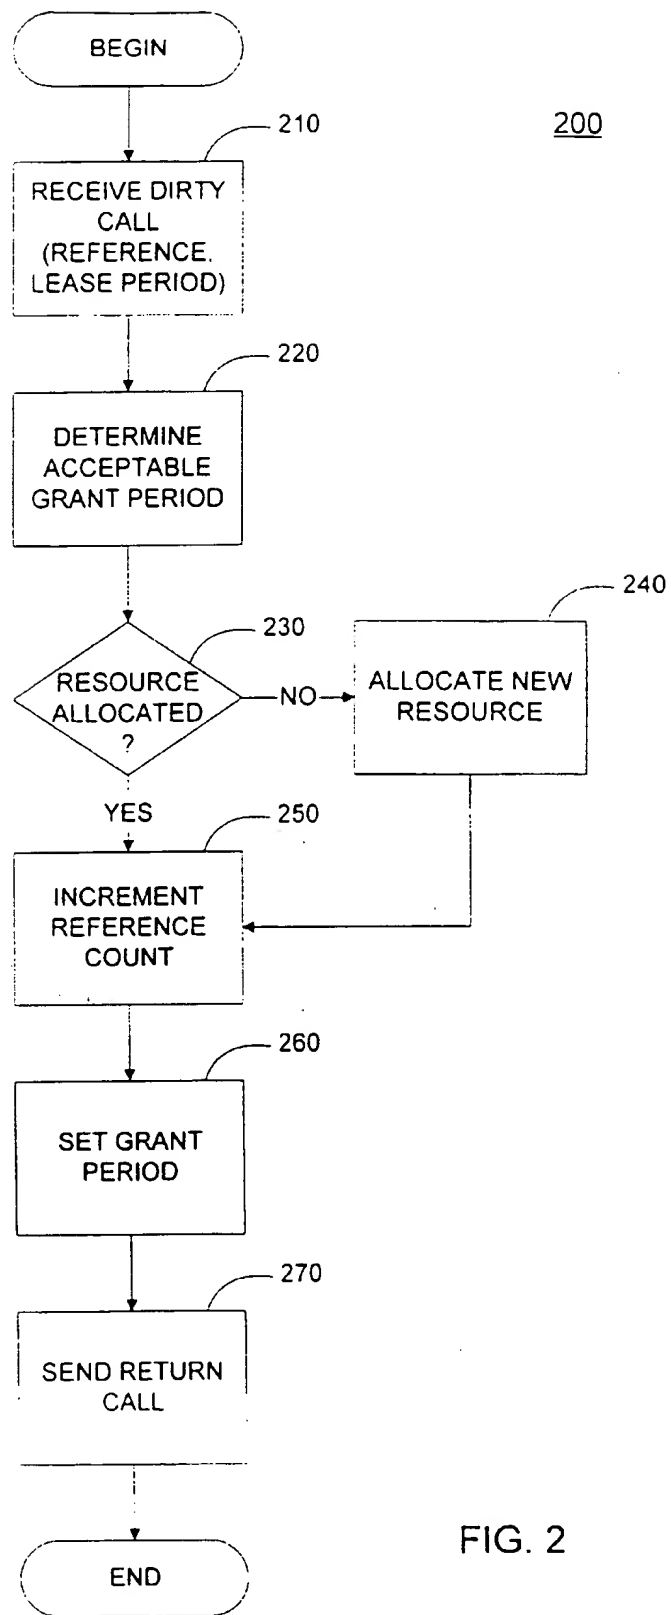 BEGIN
200
210
RECEIVE DIRTY
CALL
(REFERENCE,
LEASE PERIOD)
220
DETERMINE
ACCEPTABLE
GRANT PERIOD
230
RESOURCE
ALLOCATED
?
NO
240
ALLOCATE NEW
RESOURCE
YES
250
INCREMENT
REFERENCE
COUNT
260
SET GRANT
PERIOD
270
SEND RETURN
CALL
END
FIG. 2